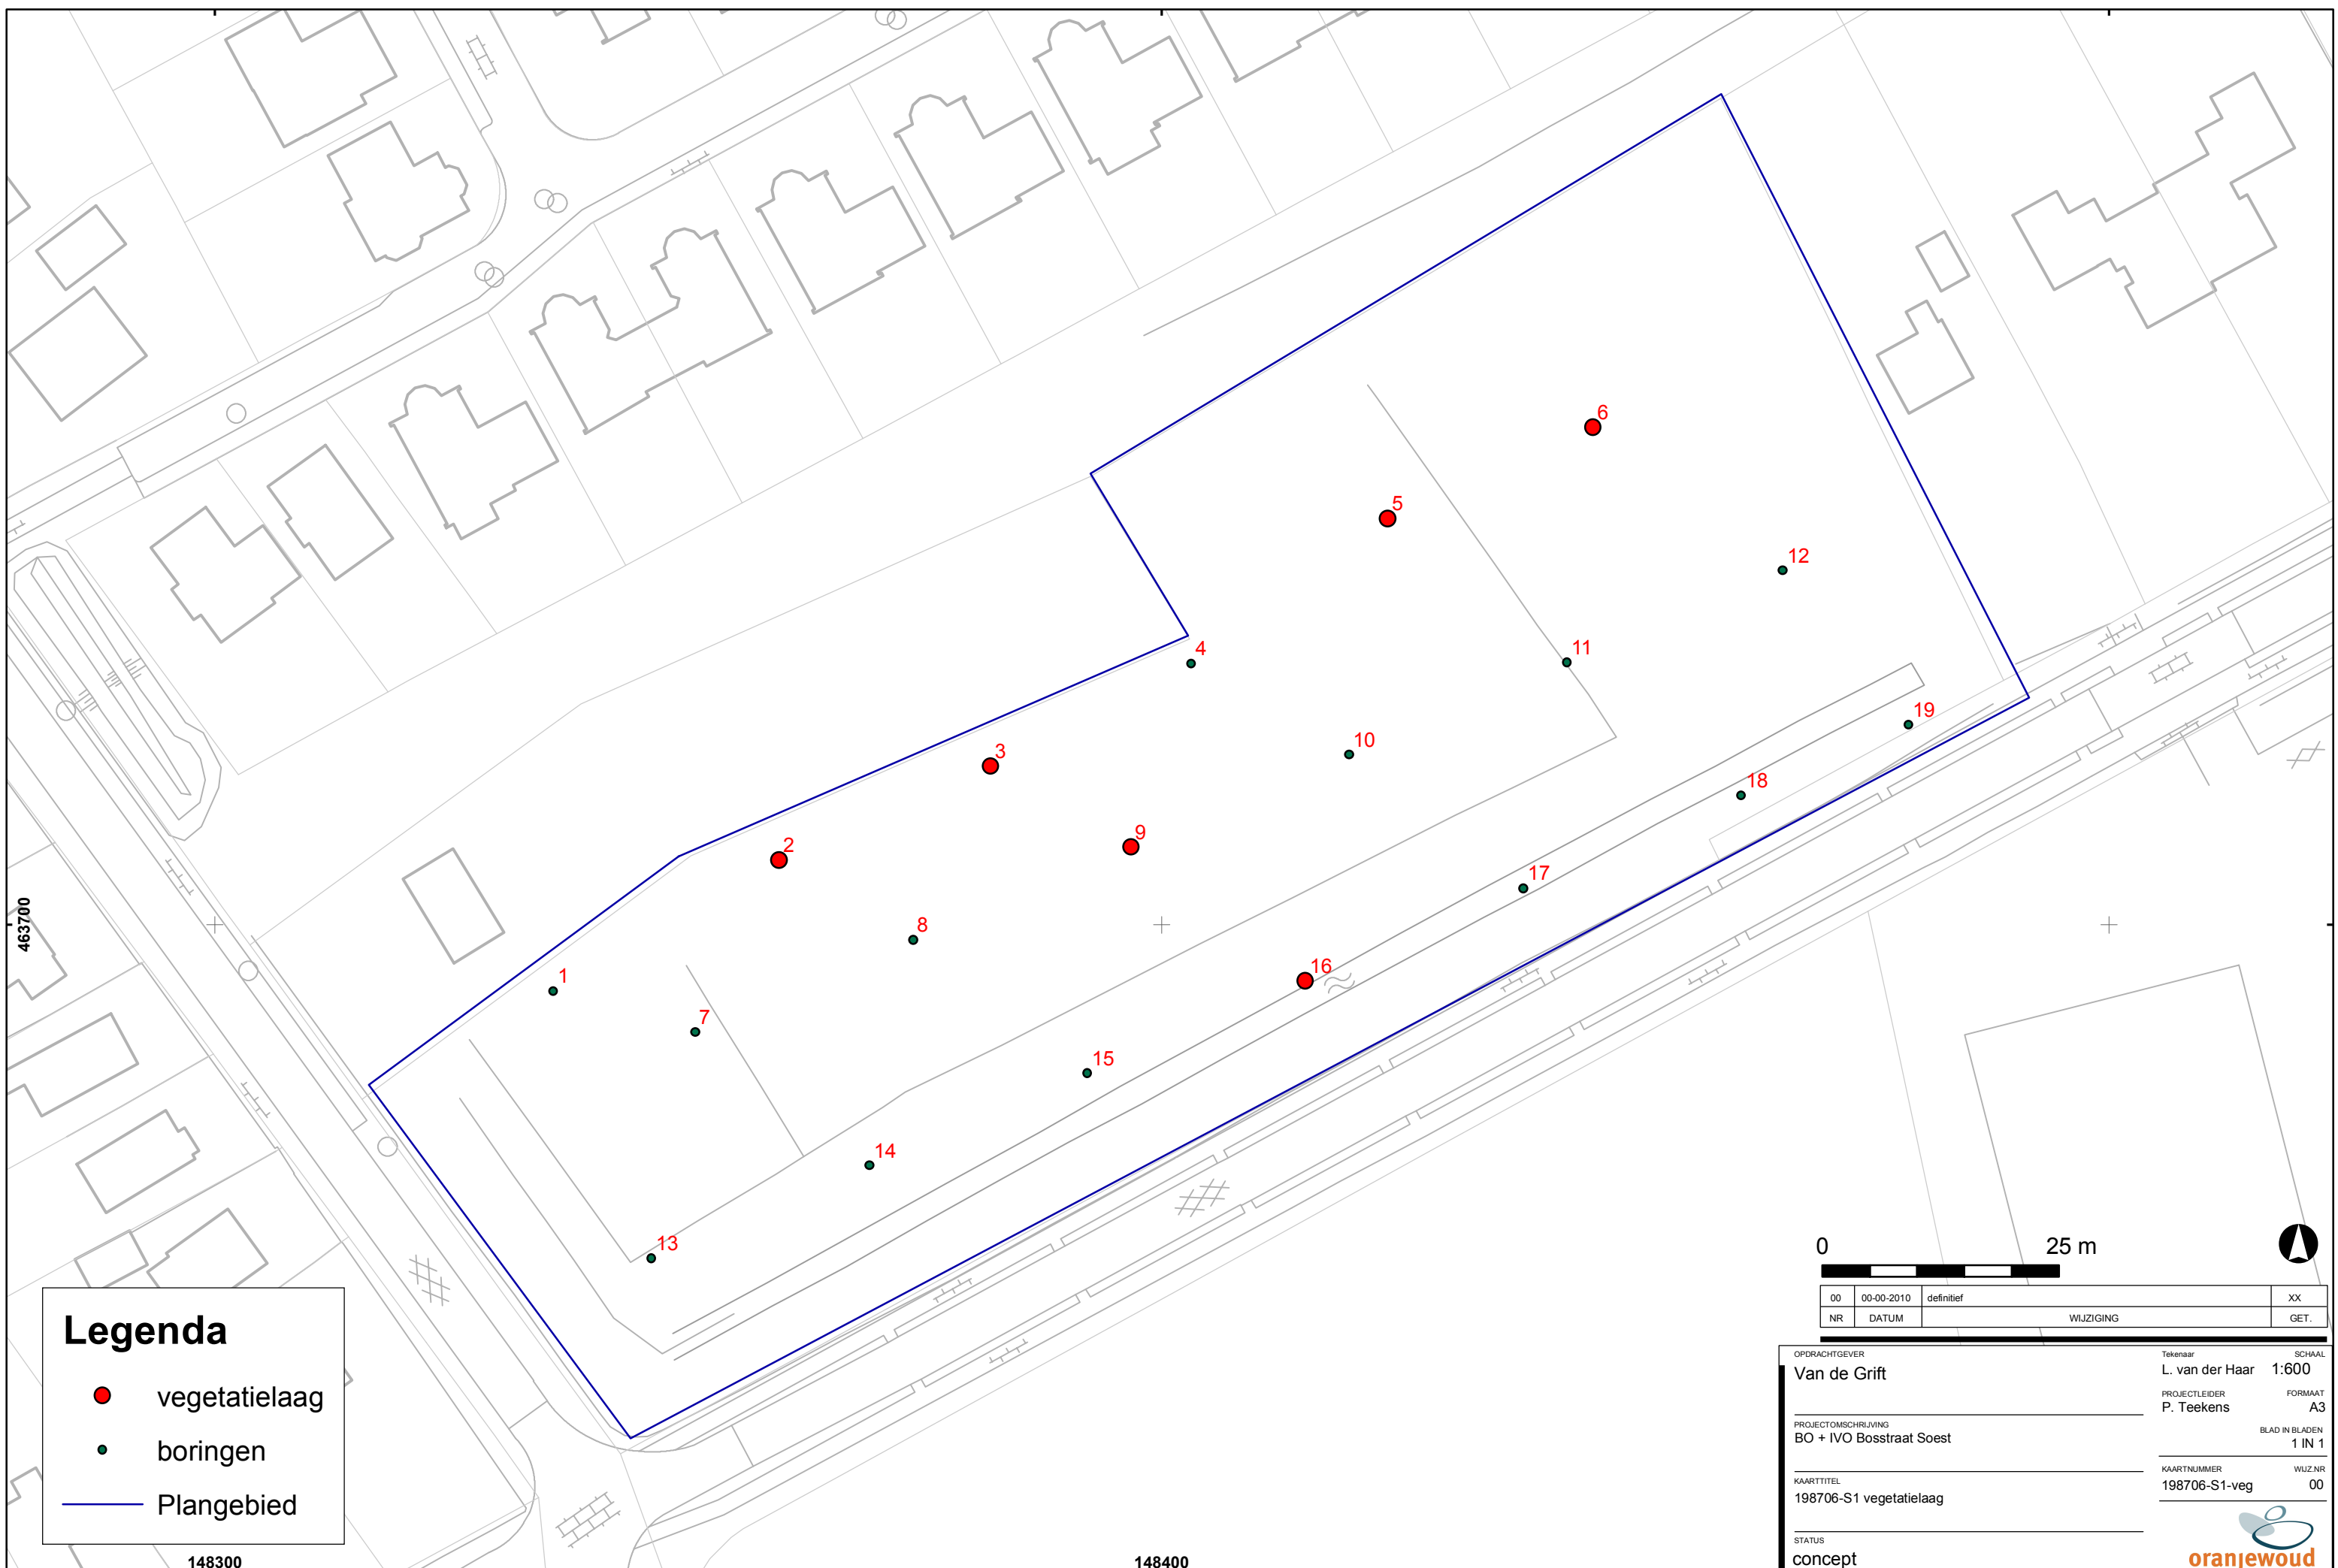 6
5
12
4
11
3
10
19
18
9
2
17
8
16
1
7
15
14
13
463700
148300
148400
0 25 m
Legenda
vegetatielaag
boringen
Plangebied
00 00-00-2010 definitief XX
NR DATUM WIJZIGING GET.
OPDRACHTGEVER
Van de Grift
Tekenaar SCHAAL
L. van der Haar 1:600
PROJECTLEIDER FORMAAT
P. Teekens A3
PROJECTOMSCHRIJVING
BO + IVO Bosstraat Soest
BLAD IN BLADEN
1 IN 1
KAARTTITEL
198706-S1 vegetatielaag
KAARTNUMMER WIJZ.NR
198706-S1-veg 00
STATUS
concept
oranjewoud